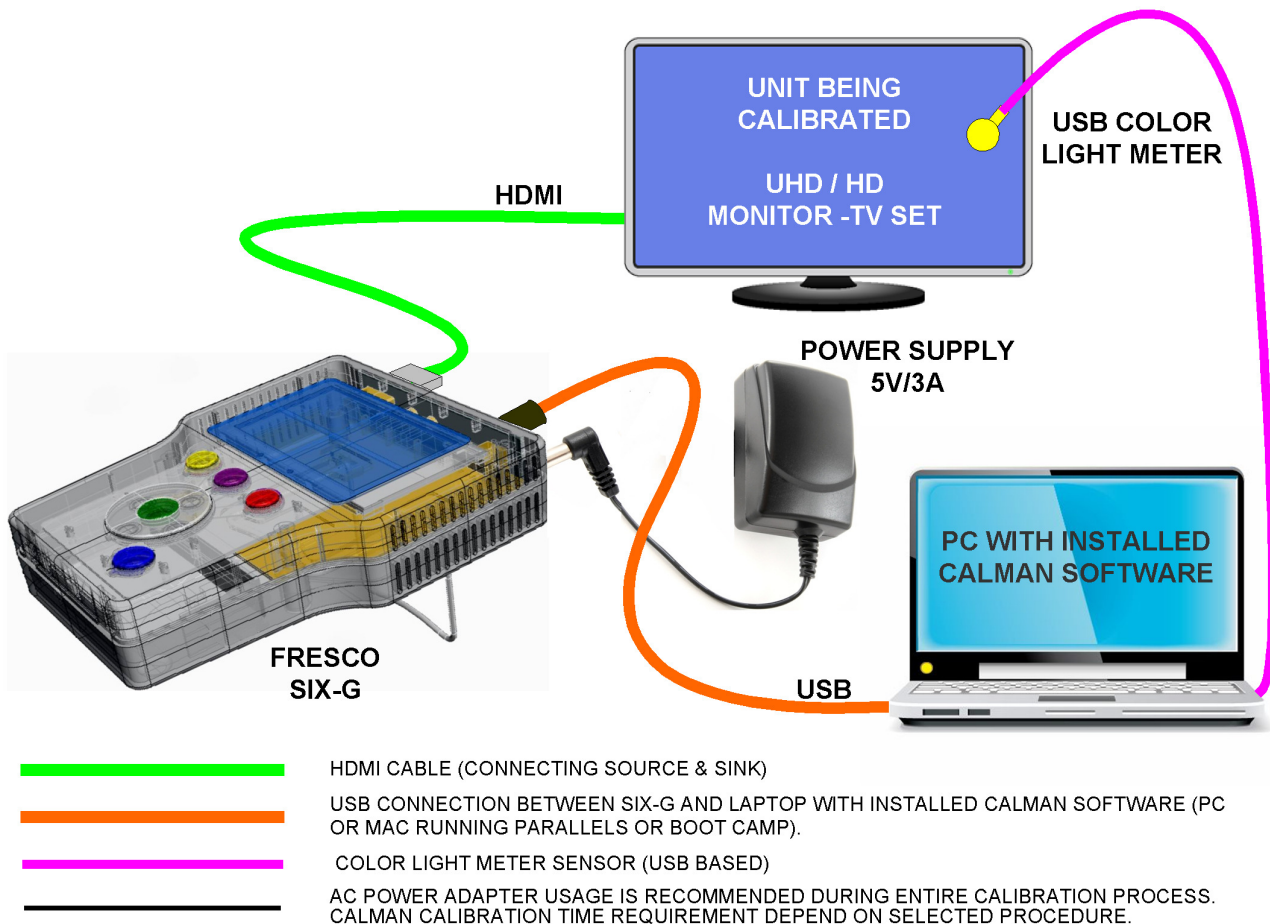 UNIT BEING
CALIBRATED
UHD / HD
MONITOR -TV SET
USB COLOR
LIGHT METER
HDMI
POWER SUPPLY
5V/3A
PC WITH INSTALLED
CALMAN SOFTWARE
FRESCO
SIX-G
USB
HDMI CABLE (CONNECTING SOURCE & SINK)
USB CONNECTION BETWEEN SIX-G AND LAPTOP WITH INSTALLED CALMAN SOFTWARE (PC
OR MAC RUNNING PARALLELS OR BOOT CAMP).
COLOR LIGHT METER SENSOR (USB BASED)
AC POWER ADAPTER USAGE IS RECOMMENDED DURING ENTIRE CALIBRATION PROCESS.
CALMAN CALIBRATION TIME REQUIREMENT DEPEND ON SELECTED PROCEDURE.